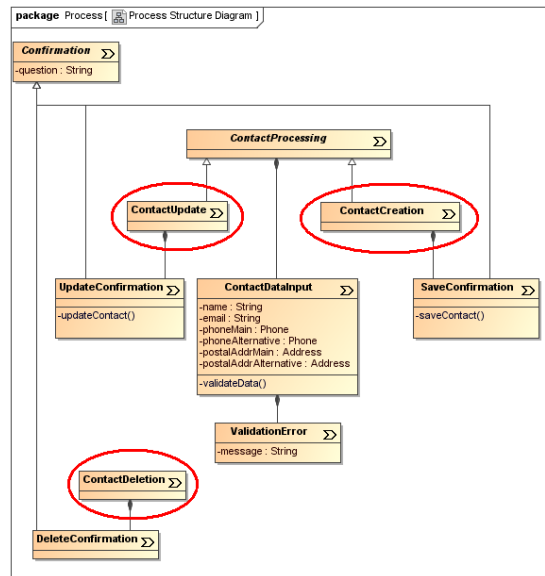 package Process [ Process Structure Diagram ]
Confirmation
-question : String
ContactProcessing
ContactUpdate
ContactCreation
UpdateConfirmation
-updateContact()
ContactDataInput
-name : String
-email : String
-phoneMain : Phone
-phoneAlternative : Phone
-postalAddrMain : Address
-postalAddrAlternative : Address
-validateData()
SaveConfirmation
-saveContact()
ValidationError
-message : String
ContactDeletion
DeleteConfirmation